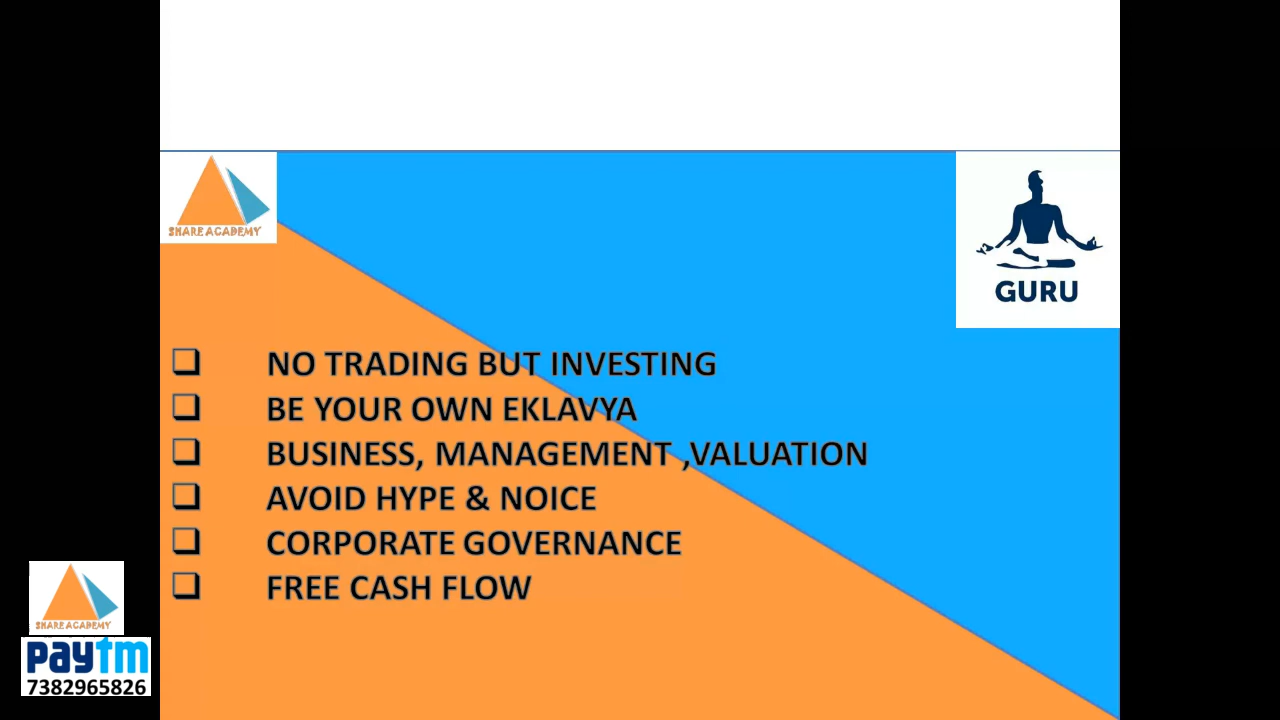 SHARE ACADEMY
GURU
❑ NO TRADING BUT INVESTING
❑ BE YOUR OWN EKLAVYA
❑ BUSINESS, MANAGEMENT ,VALUATION
❑ AVOID HYPE & NOICE
❑ CORPORATE GOVERNANCE
❑ FREE CASH FLOW
SHARE ACADEMY
paytm
7382965826